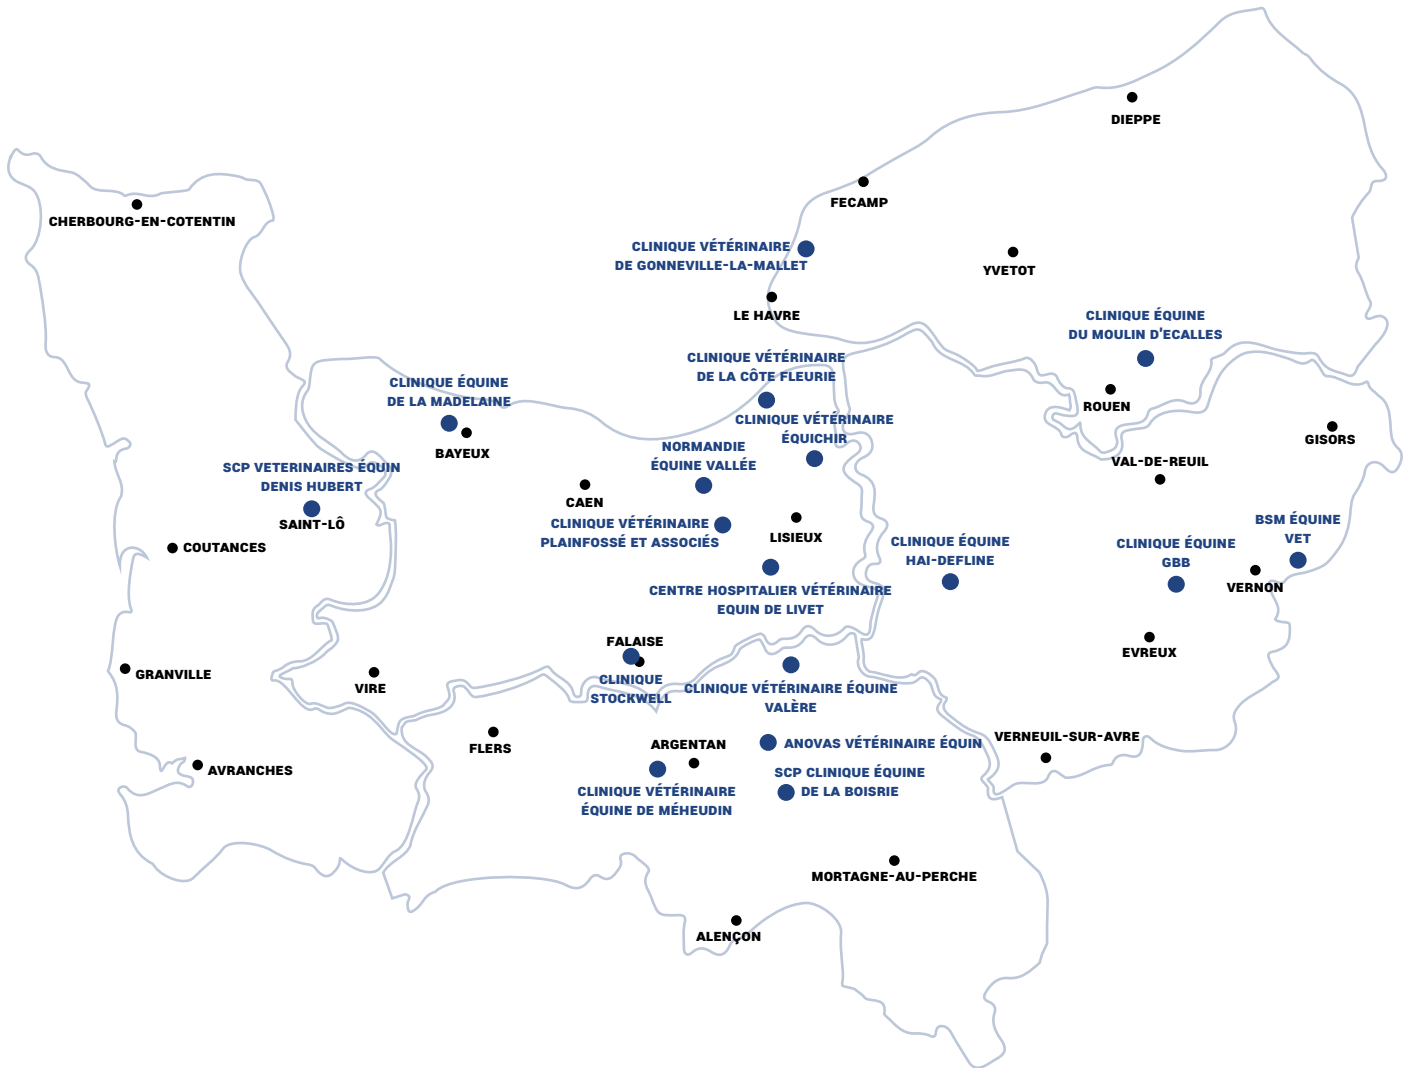 DIEPPE
FECAMP
CHERBOURG-EN-COTENTIN
CLINIQUE VÉTÉRINAIRE
DE GONNEVILLE-LA-MALLET
YVETOT
LE HAVRE
CLINIQUE ÉQUINE
DU MOULIN D'ECALLES
CLINIQUE VÉTÉRINAIRE
DE LA CÔTE FLEURIE
CLINIQUE ÉQUINE
DE LA MADELAINE
ROUEN
CLINIQUE VÉTÉRINAIRE
ÉQUICHIR
GISORS
BAYEUX
NORMANDIE
ÉQUINE VALLÉE
VAL-DE-REUIL
SCP VETERINAIRES ÉQUIN
DENIS HUBERT
SAINT-LÔ
CAEN
CLINIQUE VÉTÉRINAIRE
PLAINFOSSÉ ET ASSOCIÉS
LISIEUX
BSM ÉQUINE
VET
COUTANCES
CLINIQUE ÉQUINE
HAI-DEFLINE
CLINIQUE ÉQUINE
GBB
VERNON
CENTRE HOSPITALIER VÉTÉRINAIRE
EQUIN DE LIVET
FALAISE
EVREUX
GRANVILLE
VIRE
CLINIQUE
STOCKWELL
CLINIQUE VÉTÉRINAIRE ÉQUINE
VALÈRE
FLERS
ARGENTAN
ANOVAS VÉTÉRINAIRE ÉQUIN
VERNEUIL-SUR-AVRE
AVRANCHES
SCP CLINIQUE ÉQUINE
DE LA BOISRIE
CLINIQUE VÉTÉRINAIRE
ÉQUINE DE MÉHEUDIN
MORTAGNE-AU-PERCHE
ALENÇON